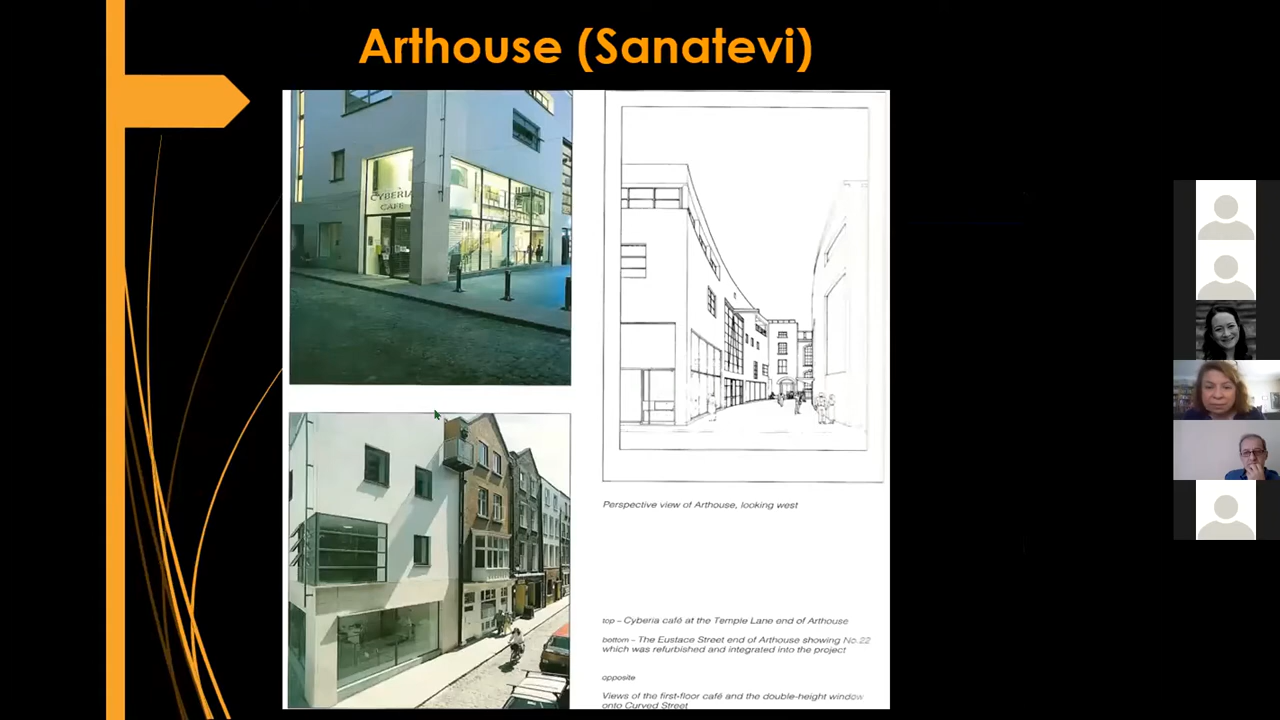 Arthouse (Sanatevi)
CYBERIA
CAFE
Perspective view of Arthouse, looking west
top – Cyberia café at the Temple Lane end of Arthouse
bottom – The Eustace Street end of Arthouse showing No.22
which was refurbished and integrated into the project
opposite
Views of the first-floor café and the double-height window
onto Curved Street